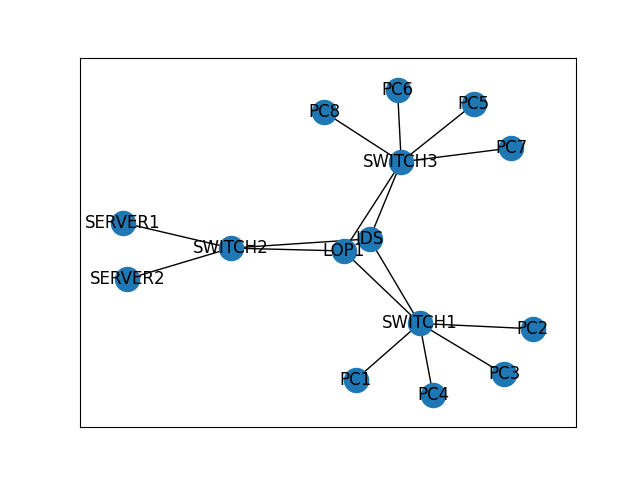 PC6
PC5
PC8
PC7
SWITCH3
SERVER1
IDS
SWITCH2
LOP1
SERVER2
SWITCH1
PC2
PC3
PC1
PC4